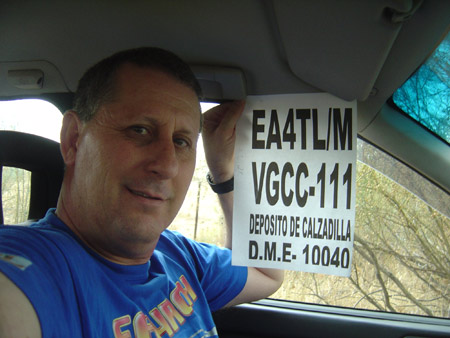 EA4TL/M
VGCC-111
DEPOSITO DE CALZADILLA
D.M.E- 10040